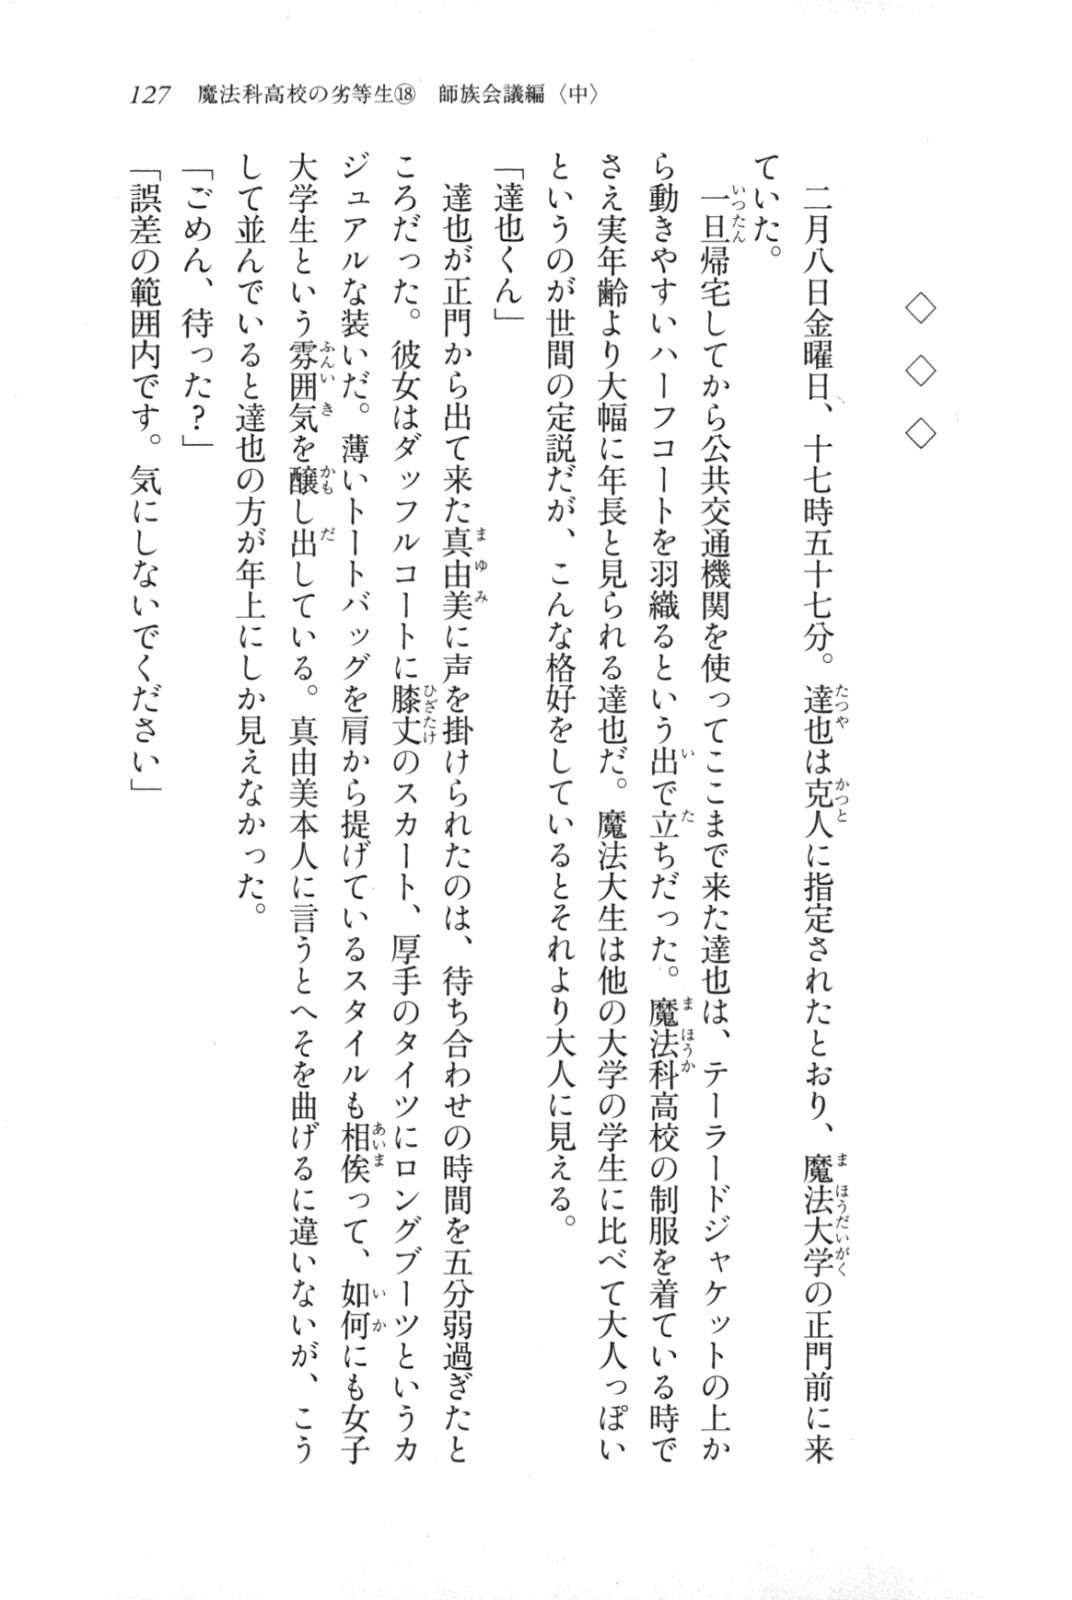 127 魔法科高校の劣等生⑱ 師族会議編〈中〉
◇ ◇ ◇
二月八日金曜日、十七時五十七分。達也は克人に指定されたとおり、魔法大学の正門前に来
ていた。
一旦帰宅してから公共交通機関を使ってここまで来た達也は、テーラードジャケットの上か
ら動きやすいハーフコートを羽織るという出で立ちだった。魔法科高校の制服を着ている時で
さえ実年齢より大幅に年長と見られる達也だ。魔法大生は他の大学の学生に比べて大人っぽい
というのが世間の定説だが、こんな格好をしているとそれより大人に見える。
「達也くん」
達也が正門から出て来た真由美に声を掛けられたのは、待ち合わせの時間を五分弱過ぎたと
ころだった。彼女はダッフルコートに膝丈のスカート、厚手のタイツにロングブーツというカ
ジュアルな装いだ。薄いトートバッグを肩から提げているスタイルも相俟って、如何にも女子
大学生という雰囲気を醸し出している。真由美本人に言うとへそを曲げるに違いないが、こう
して並んでいると達也の方が年上にしか見えなかった。
「ごめん、待った?」
「誤差の範囲内です。気にしないでください」